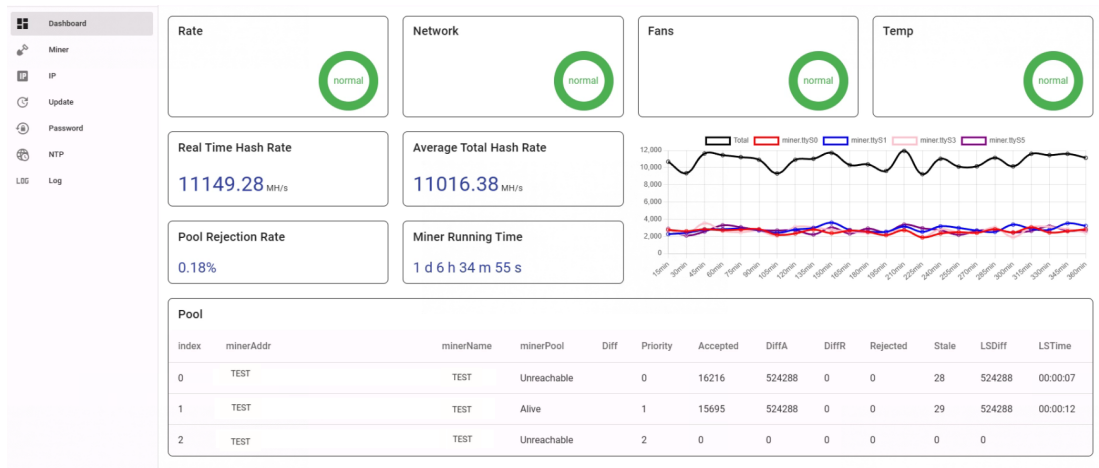 Dashboard
Miner
IP
IP
Update
Password
NTP
LOG Log
Rate
normal
Network
normal
Fans
normal
Temp
normal
Real Time Hash Rate
11149.28 MH/s
Average Total Hash Rate
11016.38 MH/s
Total miner.ttyS0 miner.ttyS1 miner.ttyS3 miner.ttyS5
12,000
10,000
8,000
6,000
4,000
2,000
0
15min 30min 45min 60min 75min 90min 105min 120min 135min 150min 165min 180min 195min 210min 225min 240min 255min 270min 285min 300min 315min 330min 345min 360min
Pool Rejection Rate
0.18%
Miner Running Time
1 d 6 h 34 m 55 s
Pool
index minerAddr minerName minerPool Diff Priority Accepted DiffA DiffR Rejected Stale LSDiff LSTime
0 TEST TEST Unreachable 0 16216 524288 0 0 28 524288 00:00:07
1 TEST TEST Alive 1 15695 524288 0 0 29 524288 00:00:12
2 TEST TEST Unreachable 2 0 0 0 0 0 0